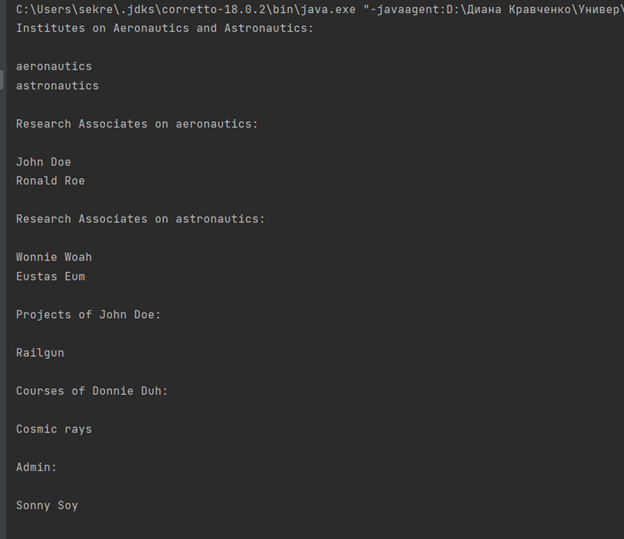 C:\Users\sekre\.jdks\corretto-18.0.2\bin\java.exe "-javaagent:D:\Диана Кравченко\Универ\
Institutes on Aeronautics and Astronautics:
aeronautics
astronautics
Research Associates on aeronautics:
John Doe
Ronald Roe
Research Associates on astronautics:
Wonnie Woah
Eustas Eum
Projects of John Doe:
Railgun
Courses of Donnie Duh:
Cosmic rays
Admin:
Sonny Soy